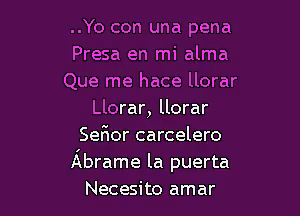 ..Yo con una pena
Presa en mi alma
Que me hace llorar
Llorar, llorar
Señor carcelero
Ábrame la puerta
Necesito amar